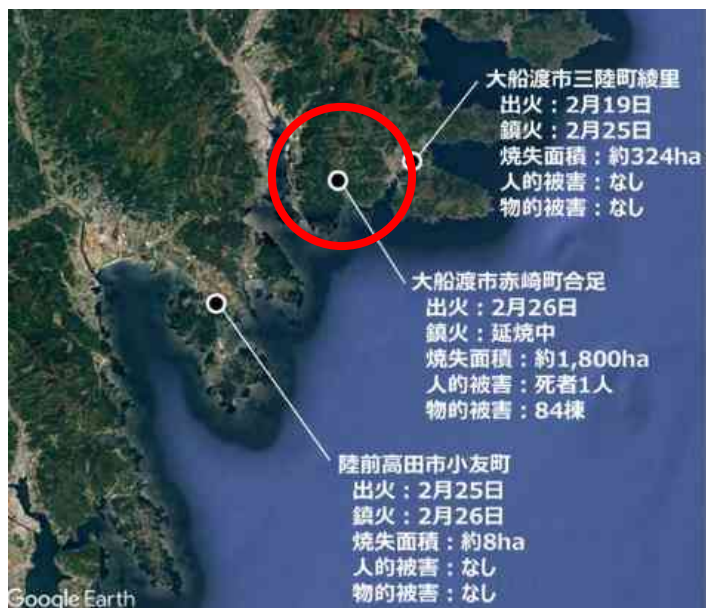 大船渡市三陸町綾里
出火：2月19日
鎮火：2月25日
焼失面積：約324ha
人的被害：なし
物的被害：なし
大船渡市赤崎町合足
出火：2月26日
鎮火：延焼中
焼失面積：約1,800ha
人的被害：死者1人
物的被害：84棟
陸前高田市小友町
出火：2月25日
鎮火：2月26日
焼失面積：約8ha
人的被害：なし
物的被害：なし
Google Earth